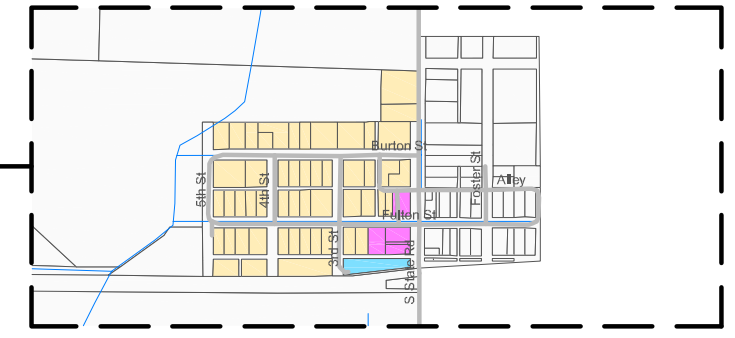 Burton St
Foster St
Alley
5th St
4th St
Fulton St
3rd St
S State Rd